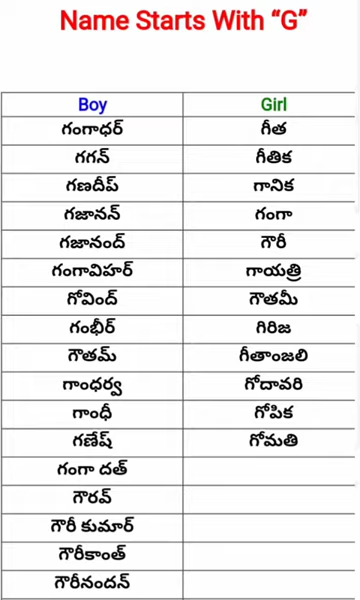 Name Starts With “G”
Boy Girl
గంగాధర్ గీత
గగన్ గీతిక
గణదీప్ గానిక
గజానన్ గంగా
గజానంద్ గౌరీ
గంగావిహర్ గాయత్రి
గోవింద్ గౌతమీ
గంభీర్ గిరిజ
గౌతమ్ గీతాంజలి
గాంధర్వ గోదావరి
గాంధీ గోపిక
గణేష్ గోమతి
గంగా దత్
గౌరవ్
గౌరీ కుమార్
గౌరీకాంత్
గౌరీనందన్